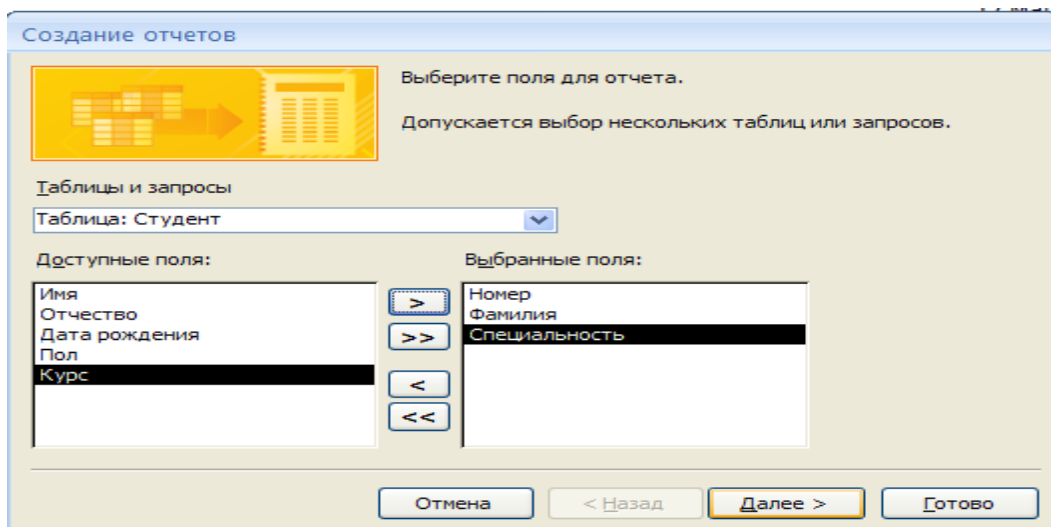 Создание отчетов
Выберите поля для отчета.
Допускается выбор нескольких таблиц или запросов.
Таблицы и запросы
Таблица: Студент
Доступные поля:
Выбранные поля:
Имя
Отчество
Дата рождения
Пол
Курс
>
>>
<
<<
Номер
Фамилия
Специальность
Отмена
< Назад
Далее >
Готово